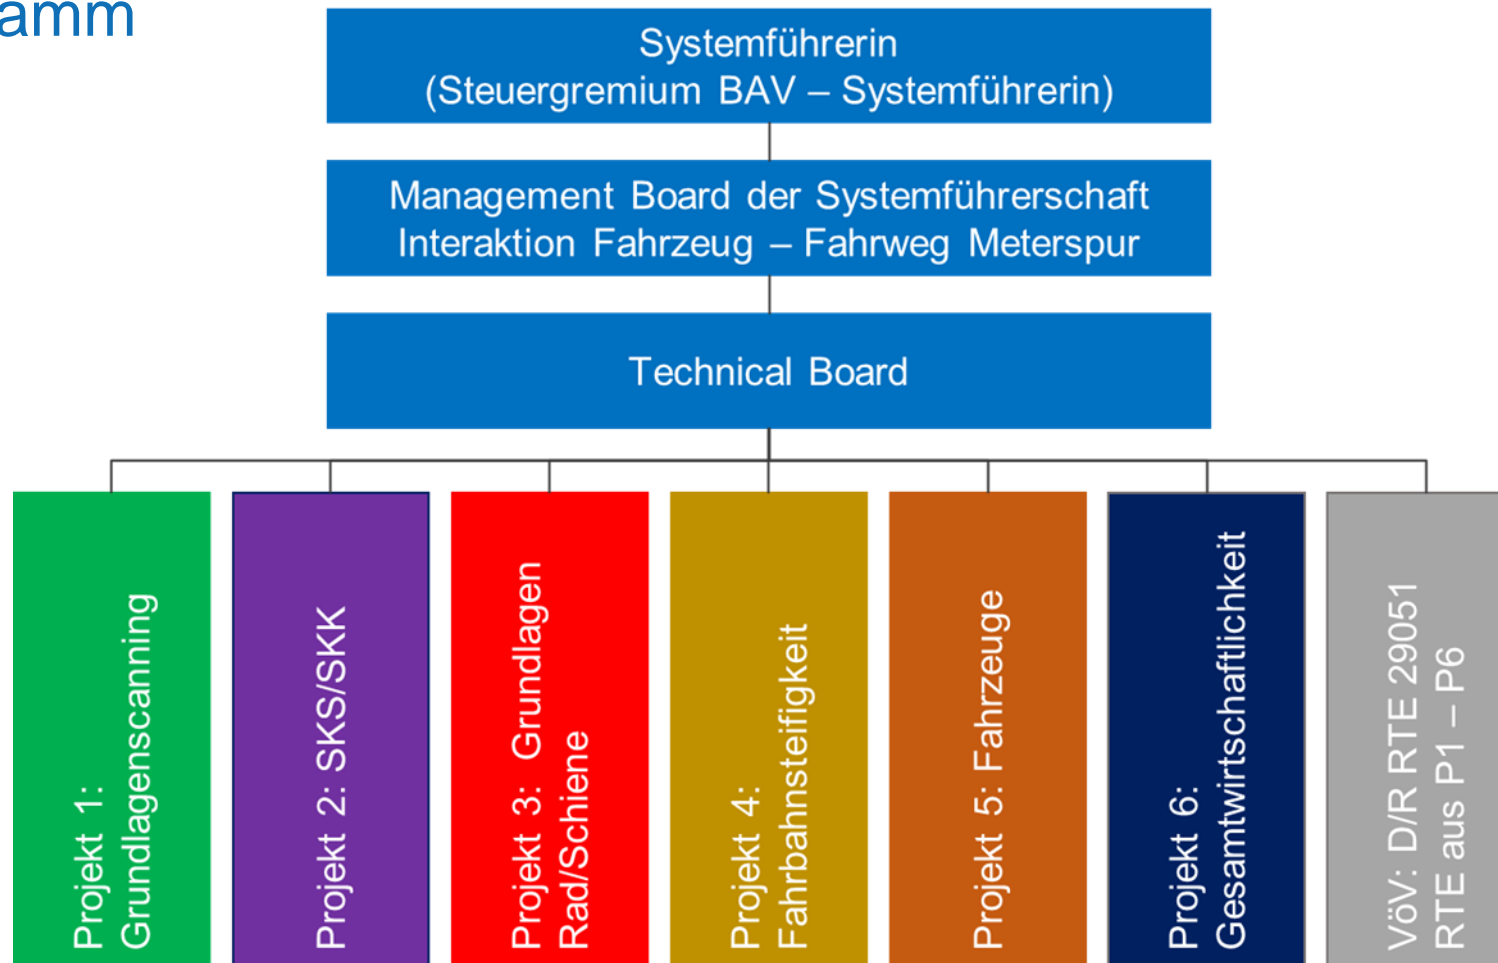 amm
Systemführerin
(Steuergremium BAV – Systemführerin)
Management Board der Systemführerschaft
Interaktion Fahrzeug – Fahrweg Meterspur
Technical Board
Projekt 1:
Grundlagenscanning
Projekt 2: SKS/SKK
Projekt 3: Grundlagen
Rad/Schiene
Projekt 4:
Fahrbahnsteifigkeit
Projekt 5: Fahrzeuge
Projekt 6:
Gesamtwirtschaftlichkeit
VöV: D/R RTE 29051
RTE aus P1 – P6